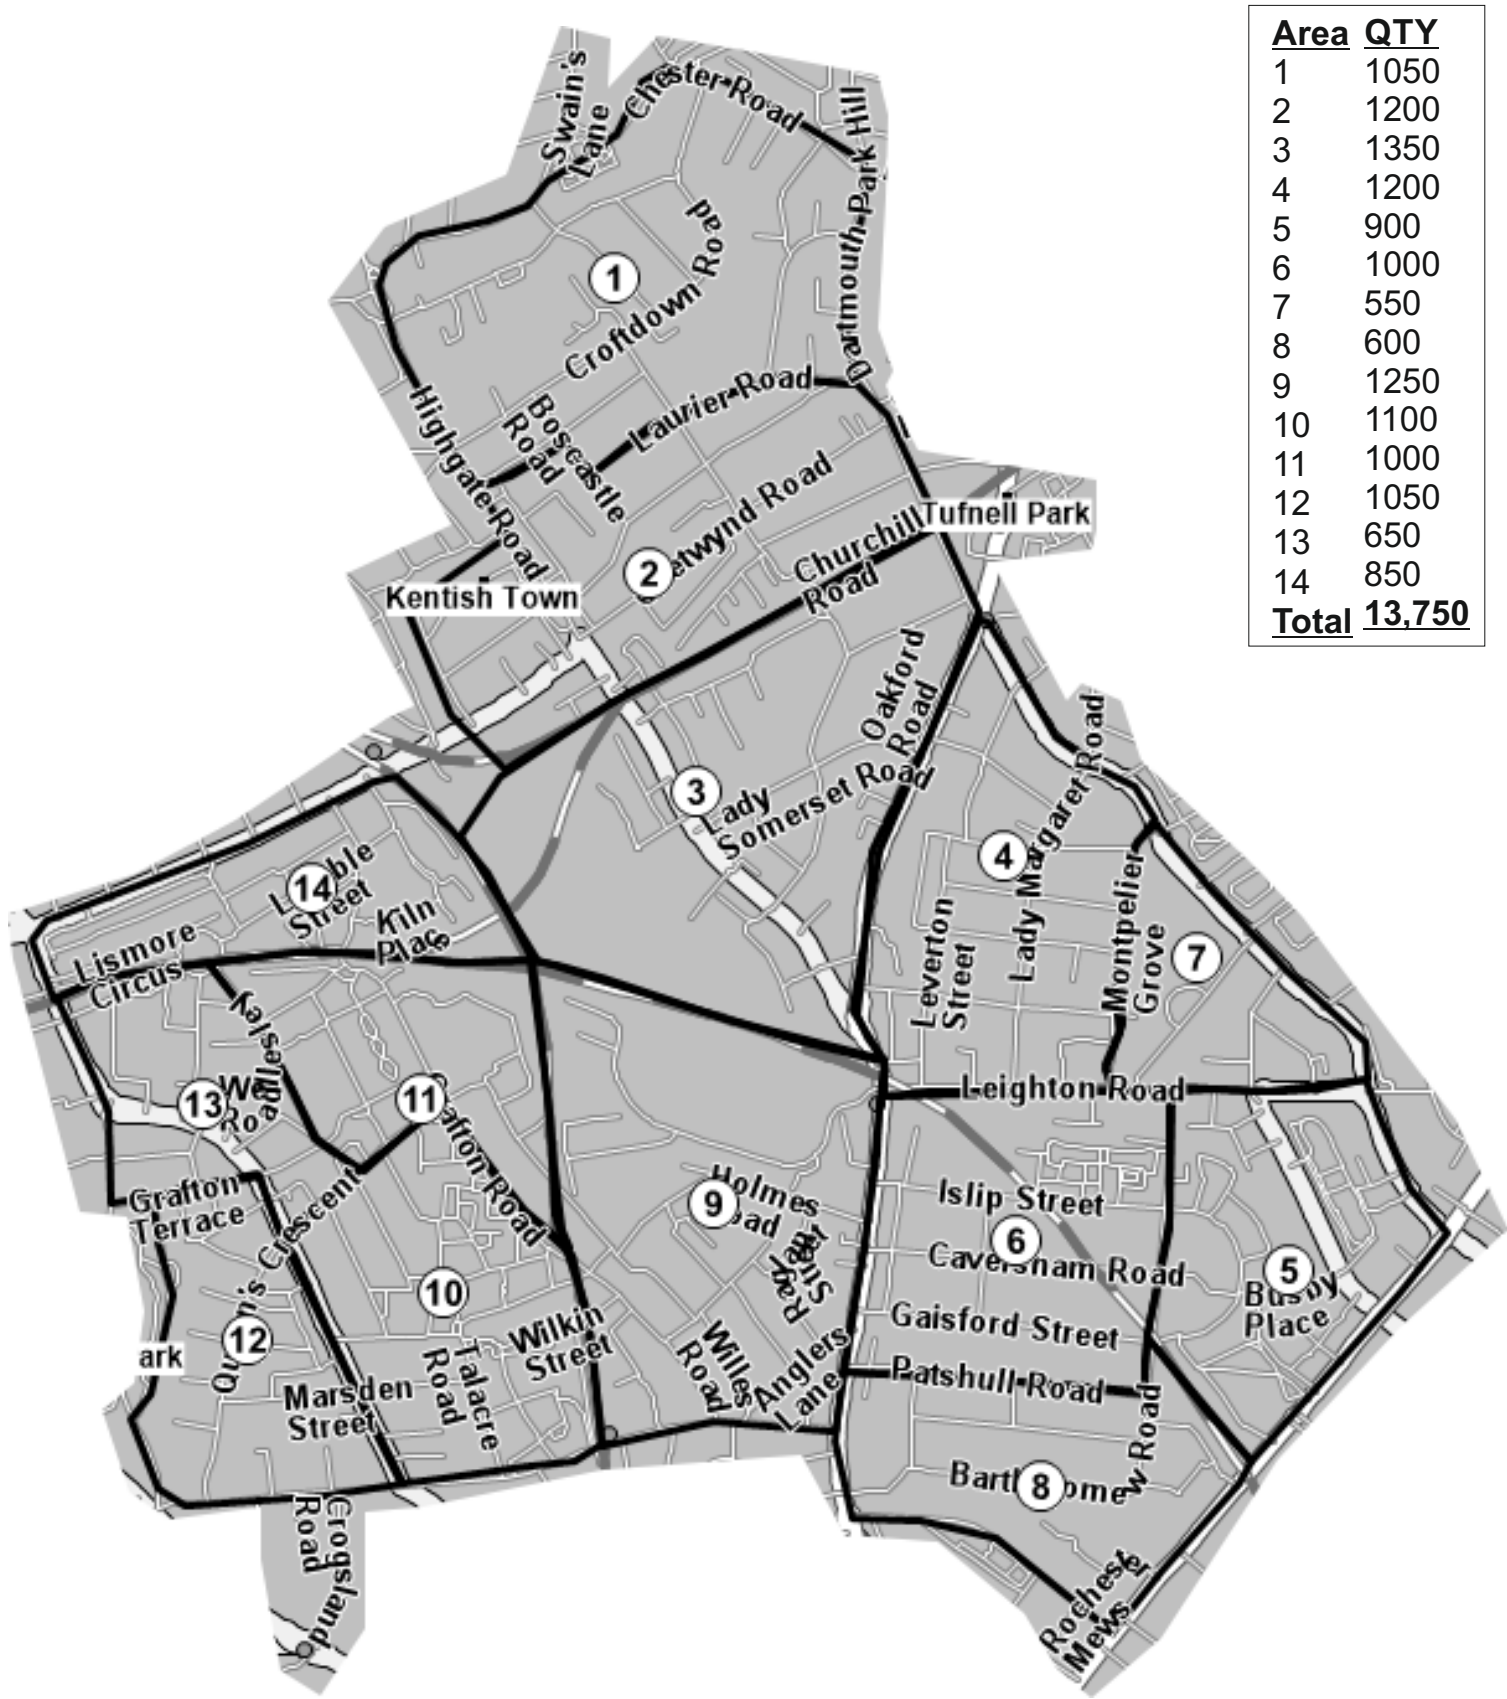 Area QTY
1 1050
2 1200
3 1350
4 1200
5 900
6 1000
7 550
8 600
9 1250
10 1100
11 1000
12 1050
13 650
14 850
Total 13,750
Swain's
Lane
Chester Road
Dartmouth Park Hill
1
Croftdown Road
Highgate Road
Boscastle
Road
Laurier Road
Tufnell Park
2
etwynd Road
Churchill
Road
Kentish Town
Oakford
Road
3
Lady
Somerset Road
4
Lady Margaret Road
Montpelier
Grove
Leverton
Street
7
14
ble
Street
Kiln
Place
Lismore
Circus
13
Road
11
Grafton Road
Leighton Road
Grafton
Terrace
Crescent
9
Holmes
oad
Raglan
Street
Islip Street
6
Caversham Road
5
Busby
Place
10
12
ark
Wilkin
Street
Willes
Road
Anglers
Lane
Gaisford Street
Patshull Road
Talacre
Road
Marsden
Street
8
w Road
Crogsland
Road
Rochester
Mews